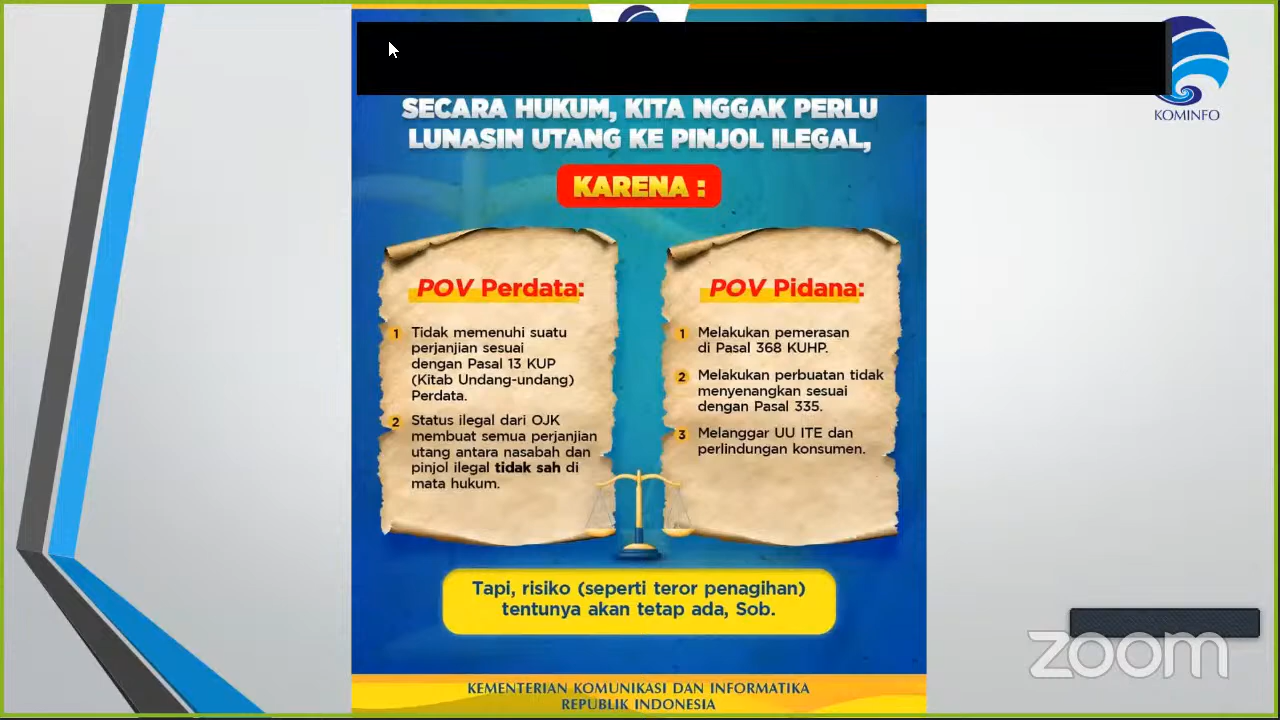 KOMINFO
SECARA HUKUM, KITA NGGAK PERLU
LUNASIN UTANG KE PINJOL ILEGAL,
KARENA :
POV Perdata:
1 Tidak memenuhi suatu
perjanjian sesuai
dengan Pasal 13 KUP
(Kitab Undang-undang)
Perdata.
2 Status ilegal dari OJK
membuat semua perjanjian
utang antara nasabah dan
pinjol ilegal tidak sah di
mata hukum.
POV Pidana:
1 Melakukan pemerasan
di Pasal 368 KUHP.
2 Melakukan perbuatan tidak
menyenangkan sesuai
dengan Pasal 335.
3 Melanggar UU ITE dan
perlindungan konsumen.
Tapi, risiko (seperti teror penagihan)
tentunya akan tetap ada, Sob.
zoom
KEMENTERIAN KOMUNIKASI DAN INFORMATIKA
REPUBLIK INDONESIA